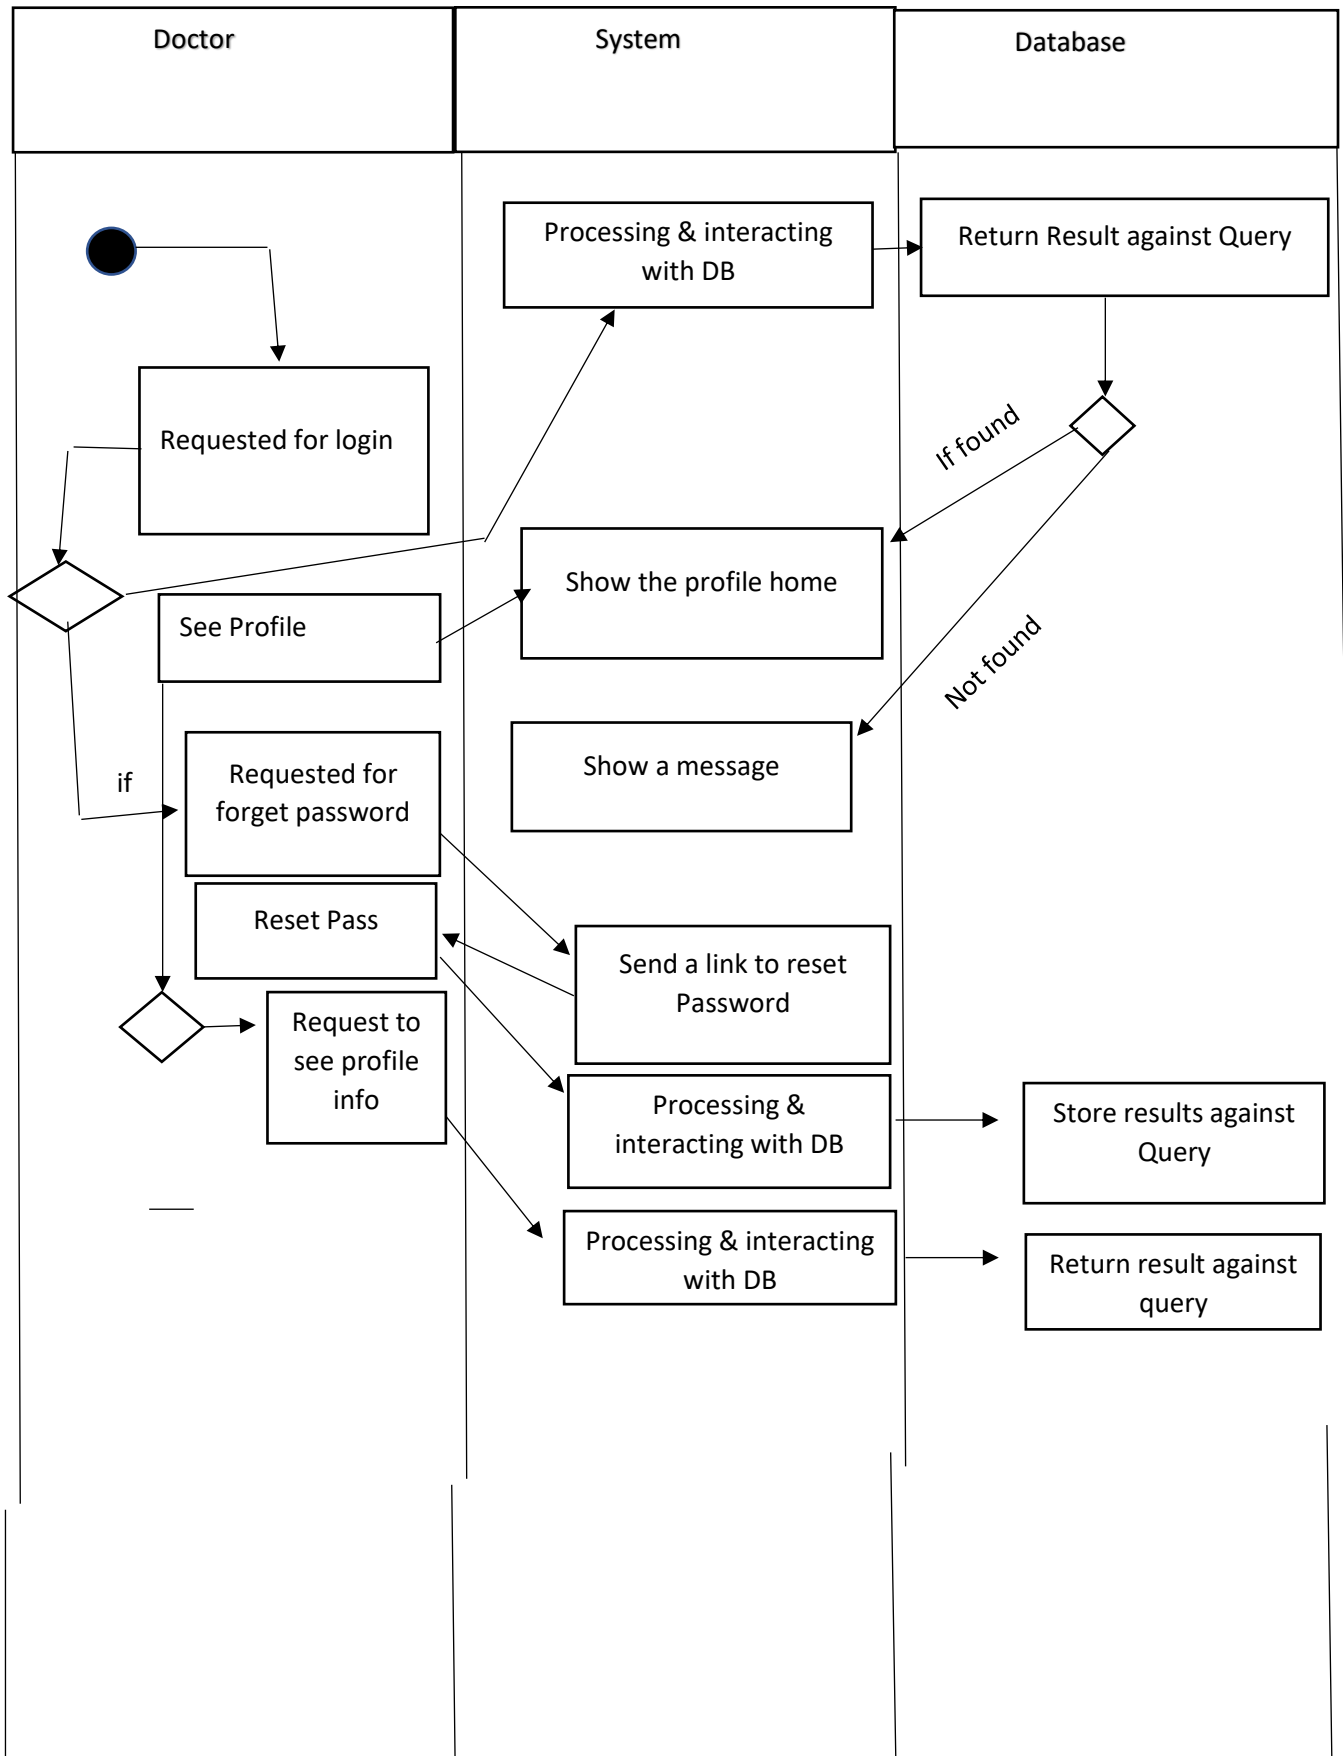 Doctor
System
Database
Processing & interacting
with DB
Return Result against Query
Requested for login
If found
Show the profile home
See Profile
Not found
Show a message
if
Requested for
forget password
Reset Pass
Send a link to reset
Password
Request to
see profile
info
Processing &
interacting with DB
Store results against
Query
Processing & interacting
with DB
Return result against
query